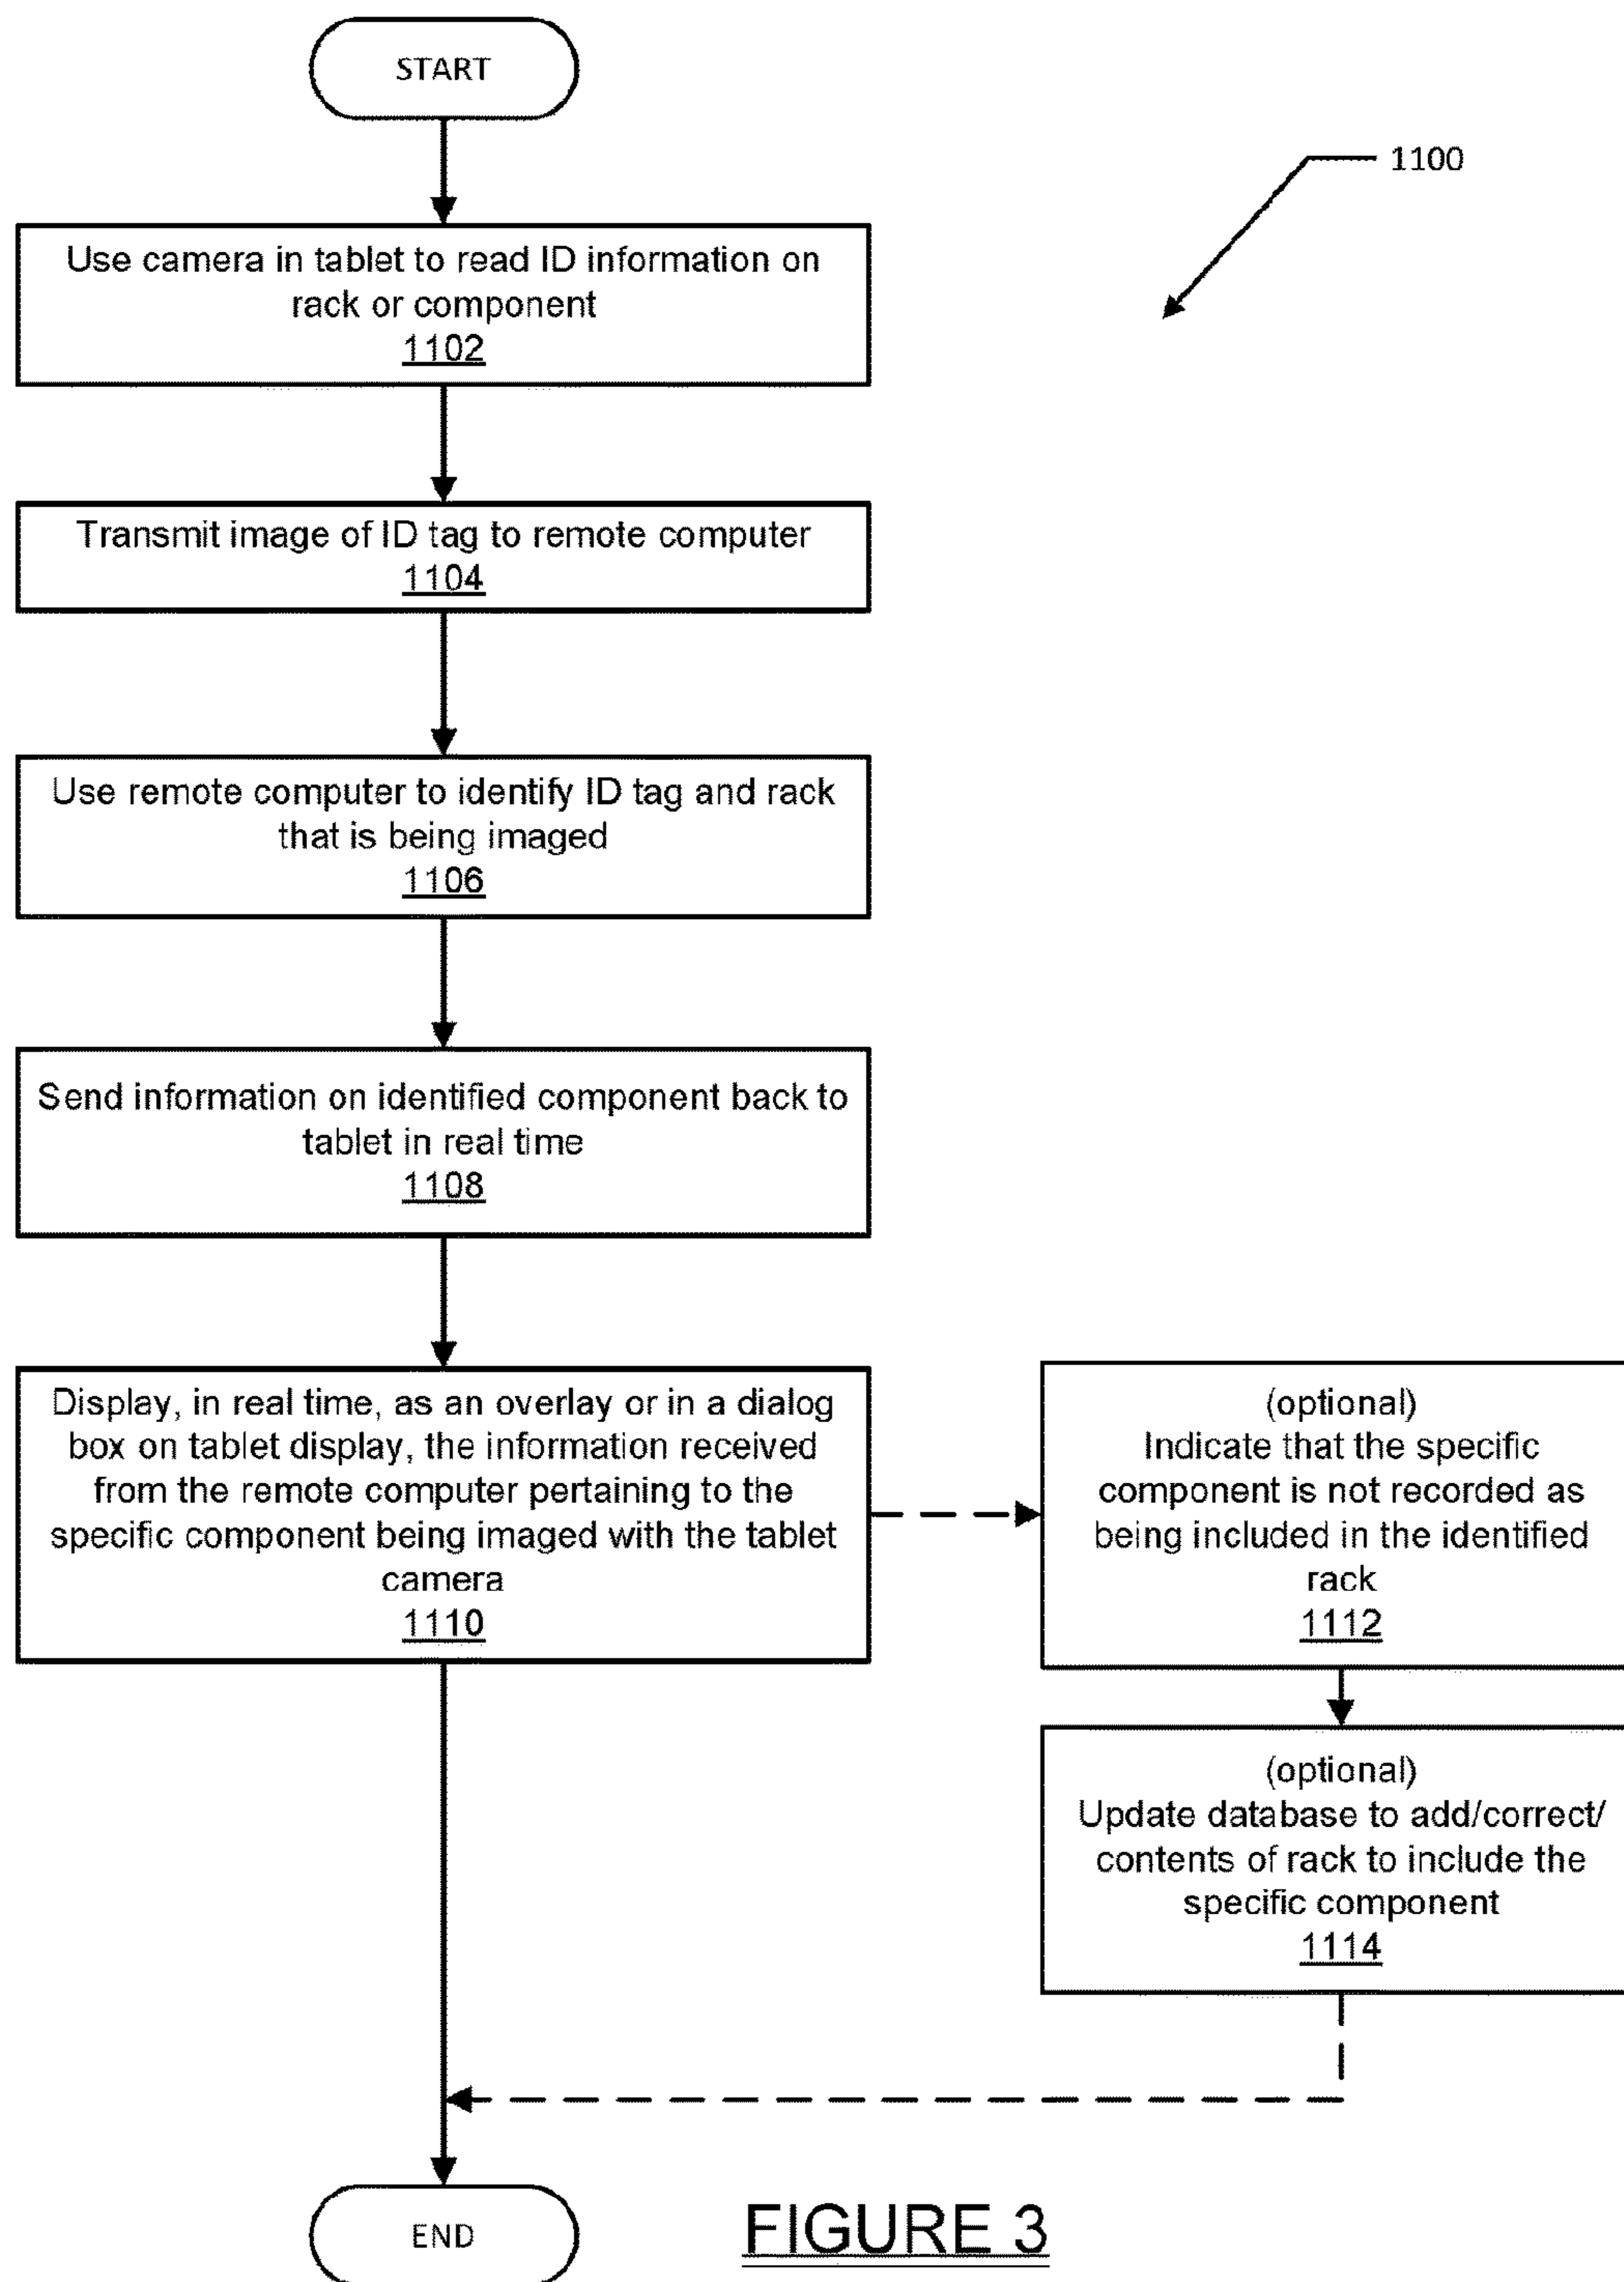 START
1100
Use camera in tablet to read ID information on
rack or component
1102
Transmit image of ID tag to remote computer
1104
Use remote computer to identify ID tag and rack
that is being imaged
1106
Send information on identified component back to
tablet in real time
1108
Display, in real time, as an overlay or in a dialog
box on tablet display, the information received
from the remote computer pertaining to the
specific component being imaged with the tablet
camera
1110
(optional)
Indicate that the specific
component is not recorded as
being included in the identified
rack
1112
(optional)
Update database to add/correct/
contents of rack to include the
specific component
1114
END
FIGURE 3